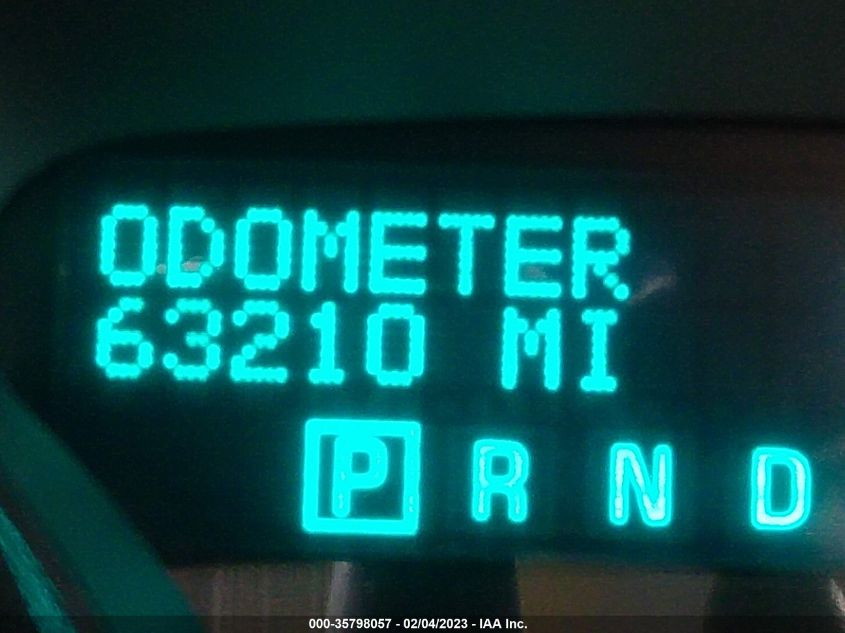 ODOMETER
63210 MI
P R N D
000-35798057 - 02/04/2023 - IAA Inc.